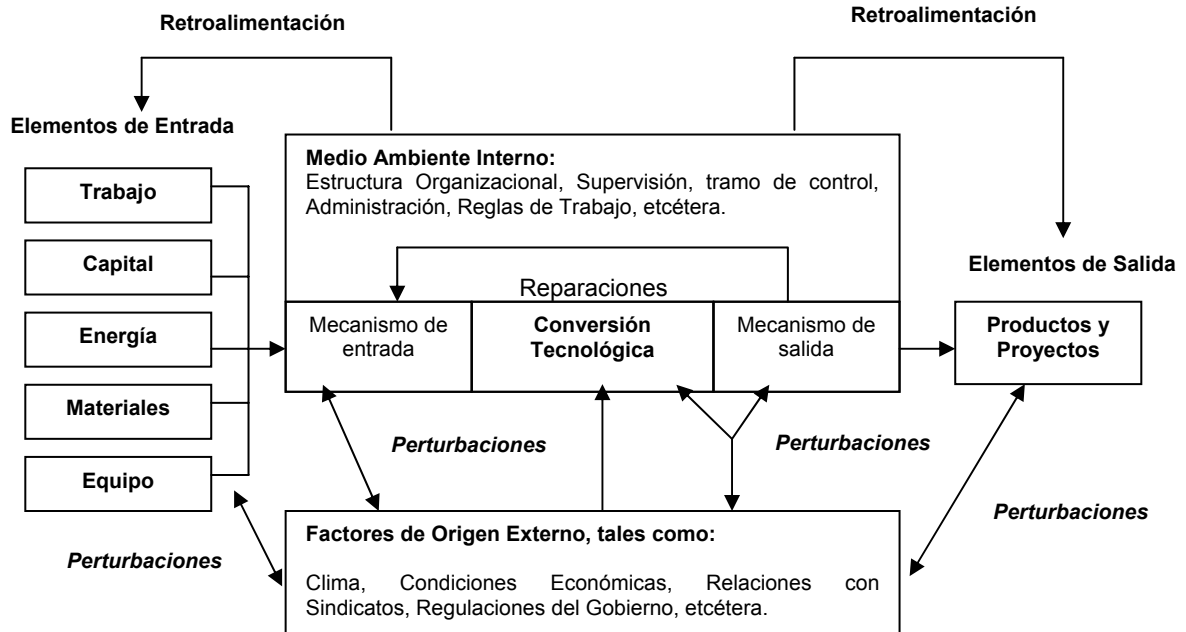 Retroalimentación
Retroalimentación
Elementos de Entrada
Medio Ambiente Interno:
Estructura Organizacional, Supervisión, tramo de control,
Administración, Reglas de Trabajo, etcétera.
Trabajo
Capital
Energía
Materiales
Equipo
Reparaciones
Mecanismo de
entrada
Conversión
Tecnológica
Mecanismo de
salida
Elementos de Salida
Productos y
Proyectos
Perturbaciones
Perturbaciones
Perturbaciones
Perturbaciones
Factores de Origen Externo, tales como:
Clima, Condiciones Económicas, Relaciones con
Sindicatos, Regulaciones del Gobierno, etcétera.